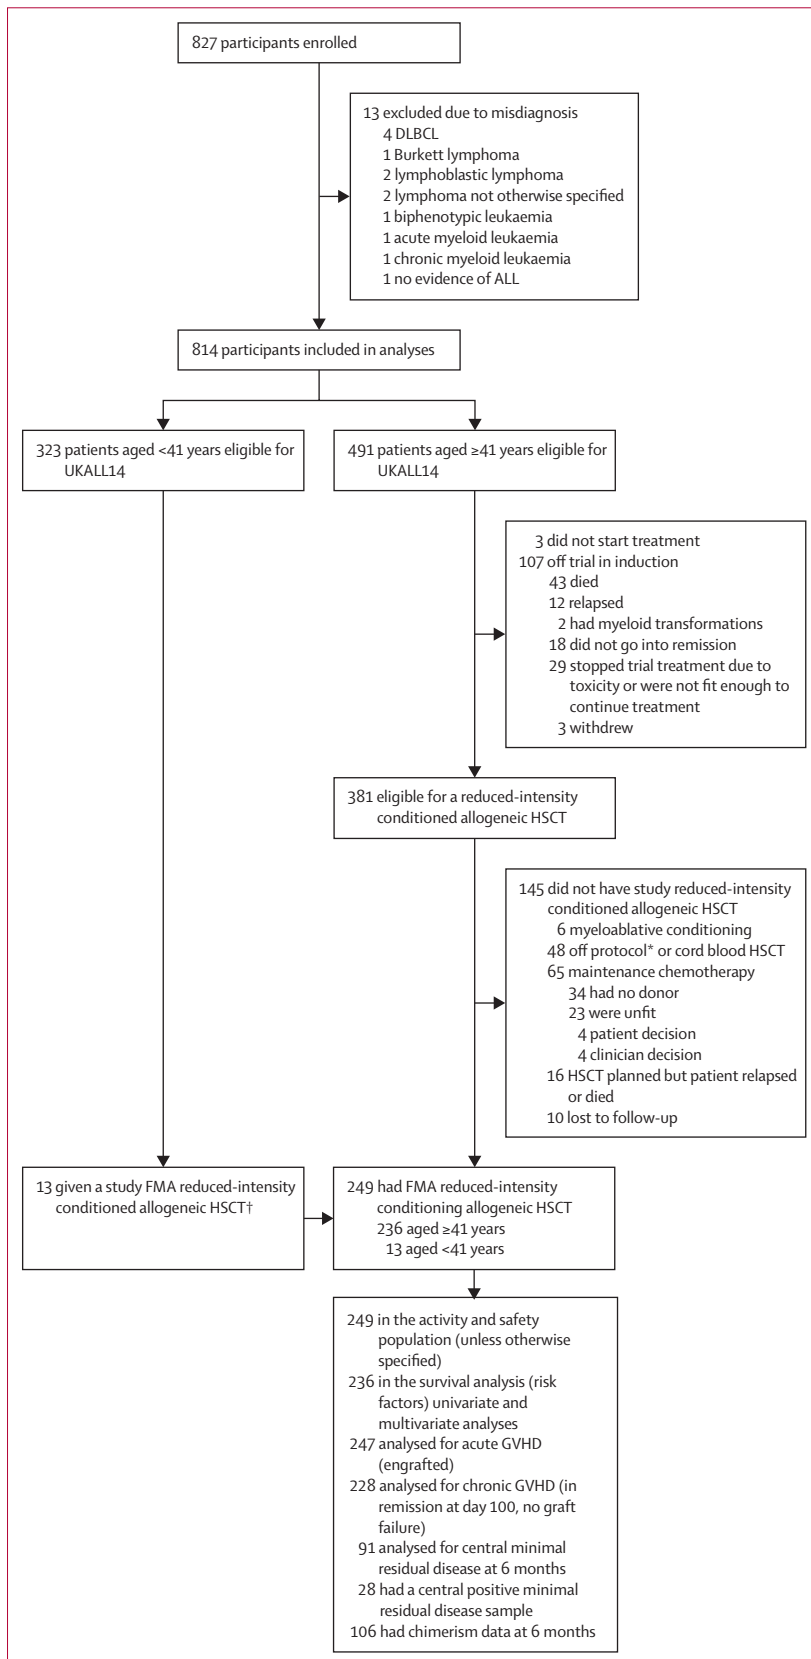 827 participants enrolled
13 excluded due to misdiagnosis
4 DLBCL
1 Burkett lymphoma
2 lymphoblastic lymphoma
2 lymphoma not otherwise specified
1 biphenotypic leukaemia
1 acute myeloid leukaemia
1 chronic myeloid leukaemia
1 no evidence of ALL
814 participants included in analyses
323 patients aged <41 years eligible for
UKALL14
491 patients aged ≥41 years eligible for
UKALL14
3 did not start treatment
107 off trial in induction
43 died
12 relapsed
2 had myeloid transformations
18 did not go into remission
29 stopped trial treatment due to
toxicity or were not fit enough to
continue treatment
3 withdrew
381 eligible for a reduced-intensity
conditioned allogeneic HSCT
145 did not have study reduced-intensity
conditioned allogeneic HSCT
6 myeloablative conditioning
48 off protocol* or cord blood HSCT
65 maintenance chemotherapy
34 had no donor
23 were unfit
4 patient decision
4 clinician decision
16 HSCT planned but patient relapsed
or died
10 lost to follow-up
13 given a study FMA reduced-intensity
conditioned allogeneic HSCT†
249 had FMA reduced-intensity
conditioning allogeneic HSCT
236 aged ≥41 years
13 aged <41 years
249 in the activity and safety
population (unless otherwise
specified)
236 in the survival analysis (risk
factors) univariate and
multivariate analyses
247 analysed for acute GVHD
(engrafted)
228 analysed for chronic GVHD (in
remission at day 100, no graft
failure)
91 analysed for central minimal
residual disease at 6 months
28 had a central positive minimal
residual disease sample
106 had chimerism data at 6 months